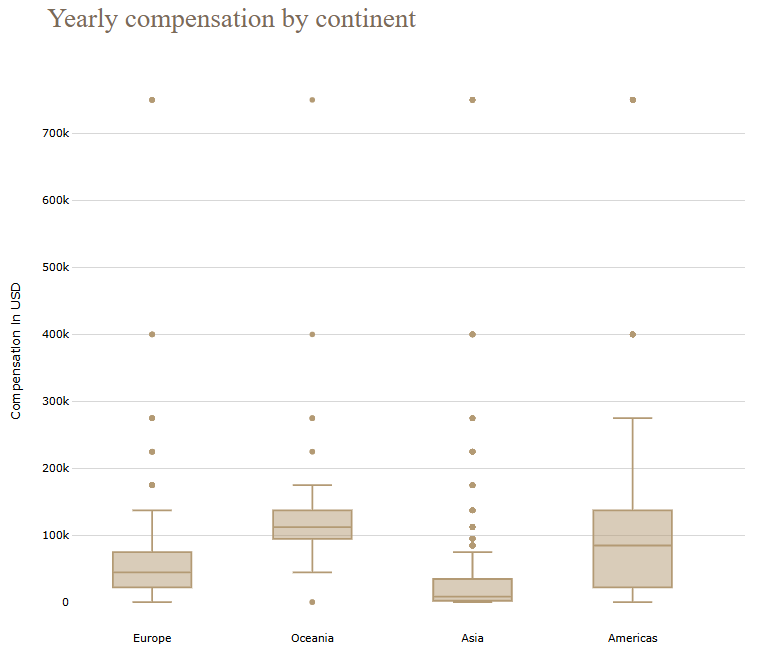 Yearly compensation by continent
700k
600k
500k
400k
300k
200k
100k
0
Compensation in USD
Europe Oceania Asia Americas